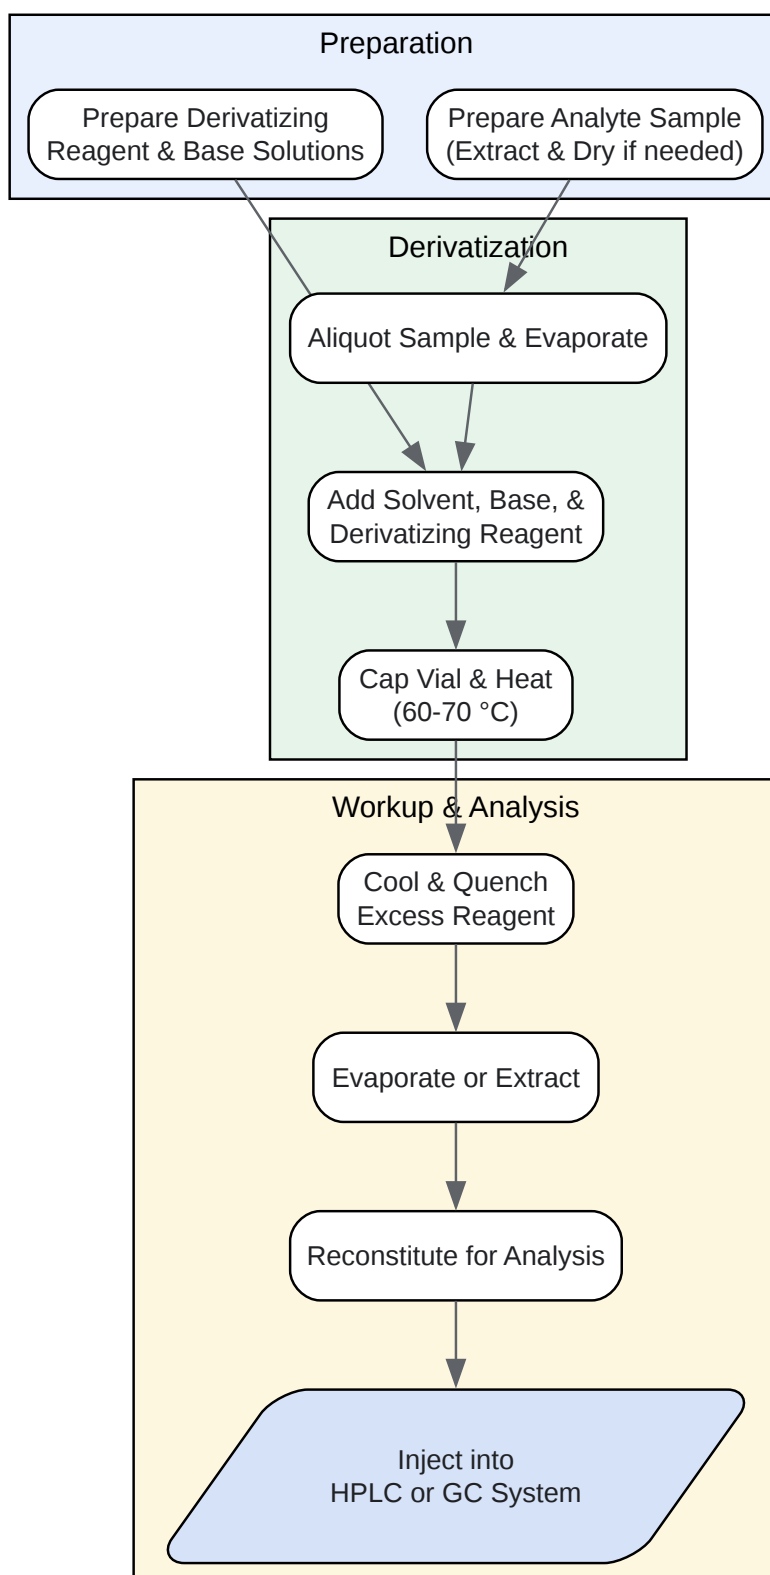 Preparation
Prepare Derivatizing
Reagent & Base Solutions
Prepare Analyte Sample
(Extract & Dry if needed)
Derivatization
Aliquot Sample & Evaporate
Add Solvent, Base, &
Derivatizing Reagent
Cap Vial & Heat
(60-70 °C)
Workup & Analysis
Cool & Quench
Excess Reagent
Evaporate or Extract
Reconstitute for Analysis
Inject into
HPLC or GC System